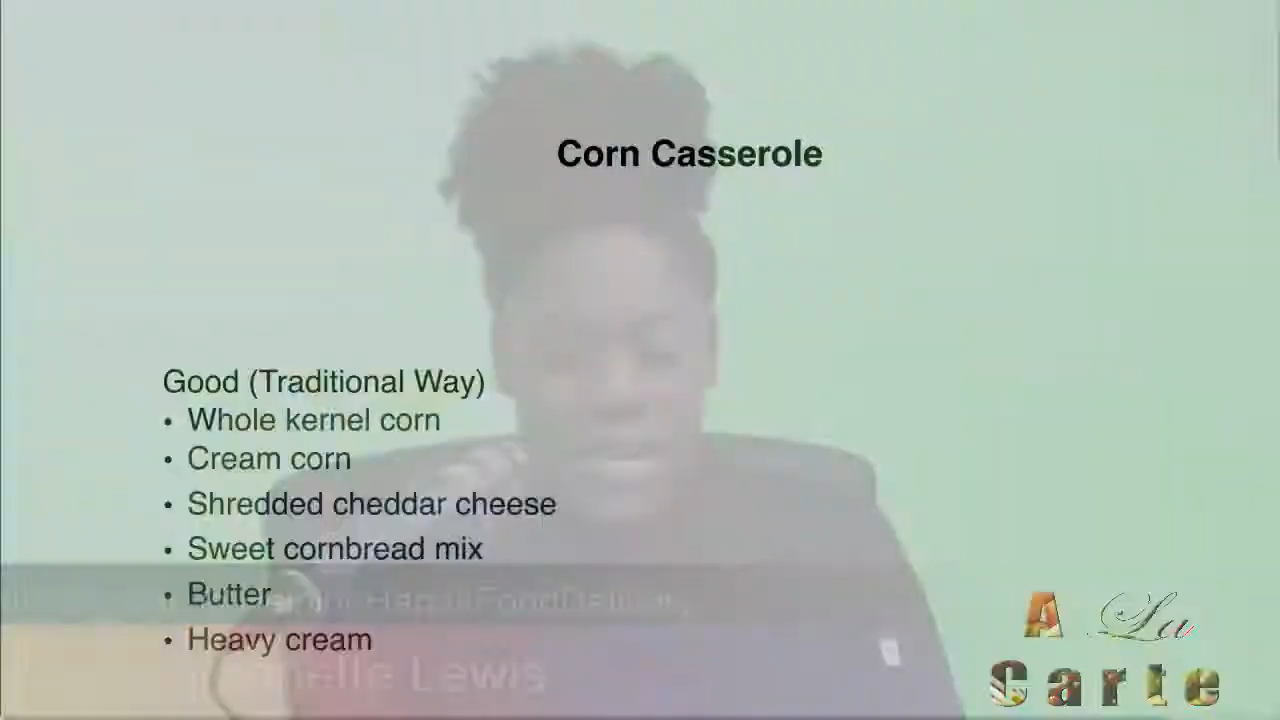 Corn Casserole
Good (Traditional Way)
• Whole kernel corn
• Cream corn
• Shredded cheddar cheese
• Sweet cornbread mix
• Butter
• Heavy cream
Lewis
A La
Carte